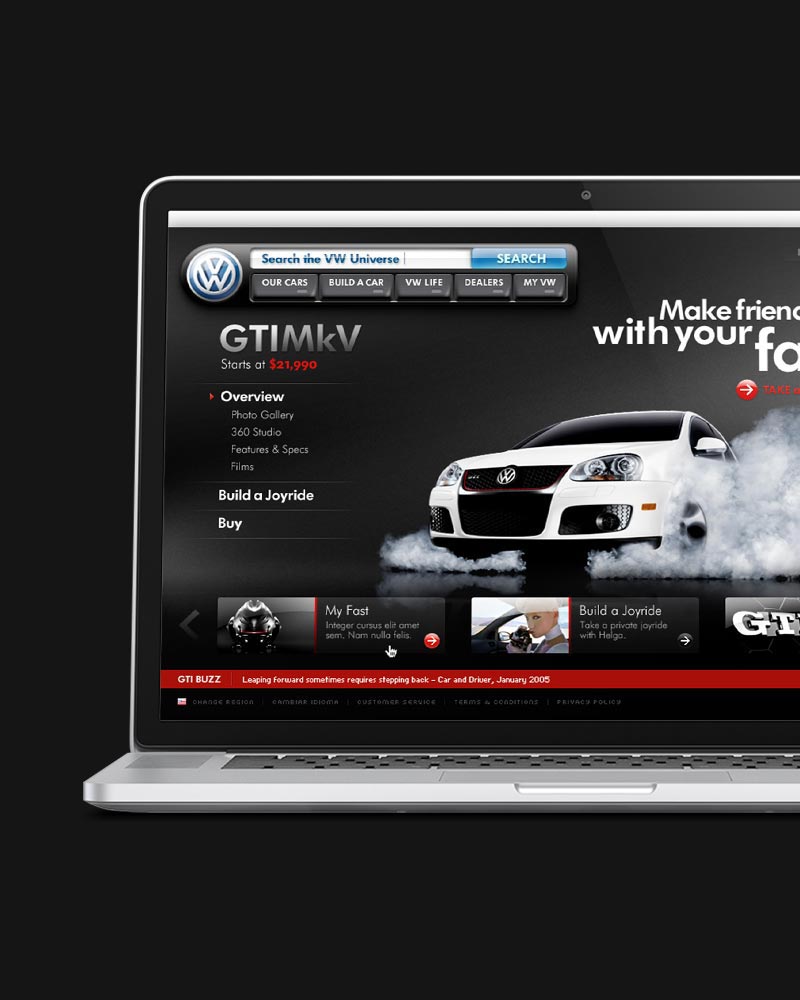 Search the VW Universe
SEARCH
OUR CARS
BUILD A CAR
VW LIFE
DEALERS
MY VW
GTIMkV
Starts at $21,990
Make frien
with your
fa
TAKE
Overview
Photo Gallery
360 Studio
Features & Specs
Films
Build a Joyride
Buy
My Fast
Integer cursus elit amet
sem. Nam nulla felis.
Build a Joyride
Take a private joyride
with Helga.
GTI
GTI BUZZ
Leaping forward sometimes requires stepping back – Car and Driver, January 2005
CHANGE REGION | CAMBIAR IDIOMA | CUSTOMER SERVICE | TERMS & CONDITIONS | PRIVACY POLICY